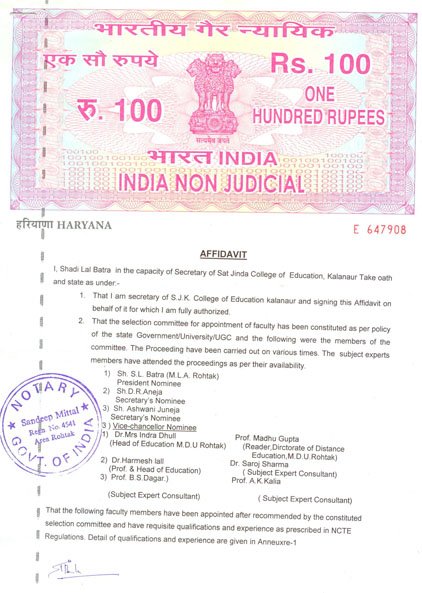 भारतीय गैर न्यायिक
एक सौ रुपये
Rs. 100
रु. 100
ONE
HUNDRED RUPEES
सत्यमेव जयते
भारत INDIA
INDIA NON JUDICIAL
हरियाणा HARYANA
E 647908
AFFIDAVIT
I, Shadi Lal Batra in the capacity of Secretary of Sat Jinda College of Education, Kalanaur Take oath
and state as under:-
1. That I am secretary of S.J.K. College of Education kalanaur and signing this Affidavit on
behalf of it for which I am fully authorized.
2. That the selection committee for appointment of faculty has been constituted as per policy
of the state Government/University/UGC and the following were the members of the
committee. The Proceeding have been carried out on various times. The subject experts
members have attended the proceedings as per their availability.
1) Sh. S.L. Batra (M.L.A. Rohtak)
President Nominee
2) Sh.D.R.Aneja
Secretary's Nominee
3) Sh. Ashwani Juneja
Secretary's Nominee
3 ) Vice-chancellor Nominee
1) Dr.Mrs Indra Dhull
(Head of Education M.D.U Rohtak)
Prof. Madhu Gupta
(Reader,Dirctorate of Distance
Education,M.D.U Rohtak)
2) Dr.Harmesh lall
(Prof. & Head of Education)
Dr. Saroj Sharma
( Subject Expert Consultant)
3) Prof. B.S.Dagar.)
Prof. A.K.Kalia
(Subject Expert Consultant)
( Subject Expert Consultant)
That the following faculty members have been appointed after recommended by the constituted
selection committee and have requisite qualifications and experience as prescribed in NCTE
Regulations. Detail of qualifications and experience are given in Anneuxre-1
NOTARY
Sandeep Mittal
Regn No. 4541
Area Rohtak
GOVT. OF INDIA